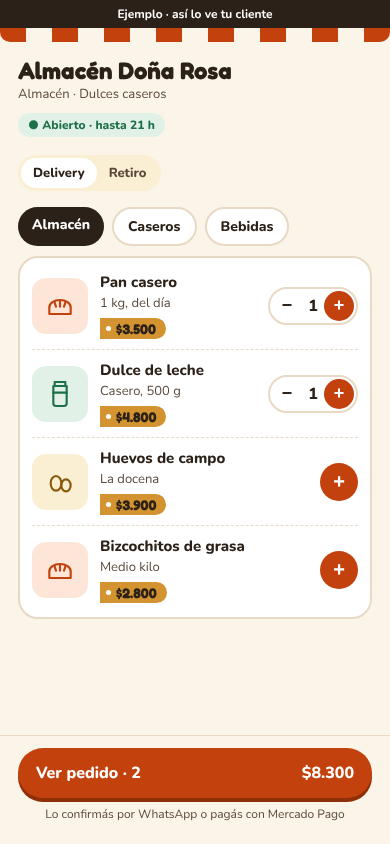 Ejemplo · así lo ve tu cliente
Almacén Doña Rosa
Almacén · Dulces caseros
Abierto · hasta 21 h
Delivery Retiro
Almacén Caseros Bebidas
Pan casero
1 kg, del día
$3.500
− 1 +
Dulce de leche
Casero, 500 g
$4.800
− 1 +
Huevos de campo
La docena
$3.900
+
Bizcochitos de grasa
Medio kilo
$2.800
+
Ver pedido · 2 $8.300
Lo confirmás por WhatsApp o pagás con Mercado Pago